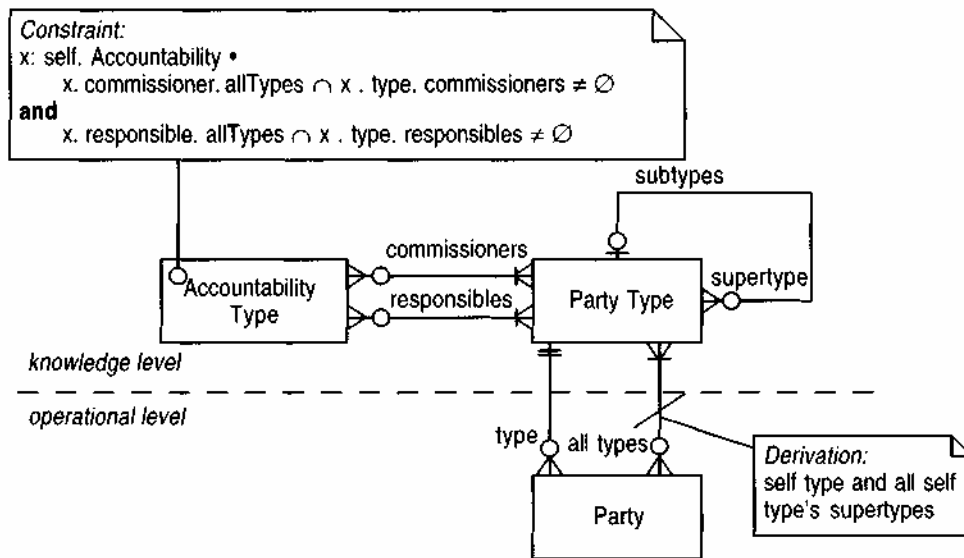 Constraint:
x: self. Accountability •
x. commissioner. allTypes ∩ x . type. commissioners ≠ ∅
and
x. responsible. allTypes ∩ x . type. responsibles ≠ ∅
subtypes
commissioners
supertype
Accountability
Type
responsibles
Party Type
knowledge level
operational level
type
all types
Derivation:
self type and all self
type's supertypes
Party